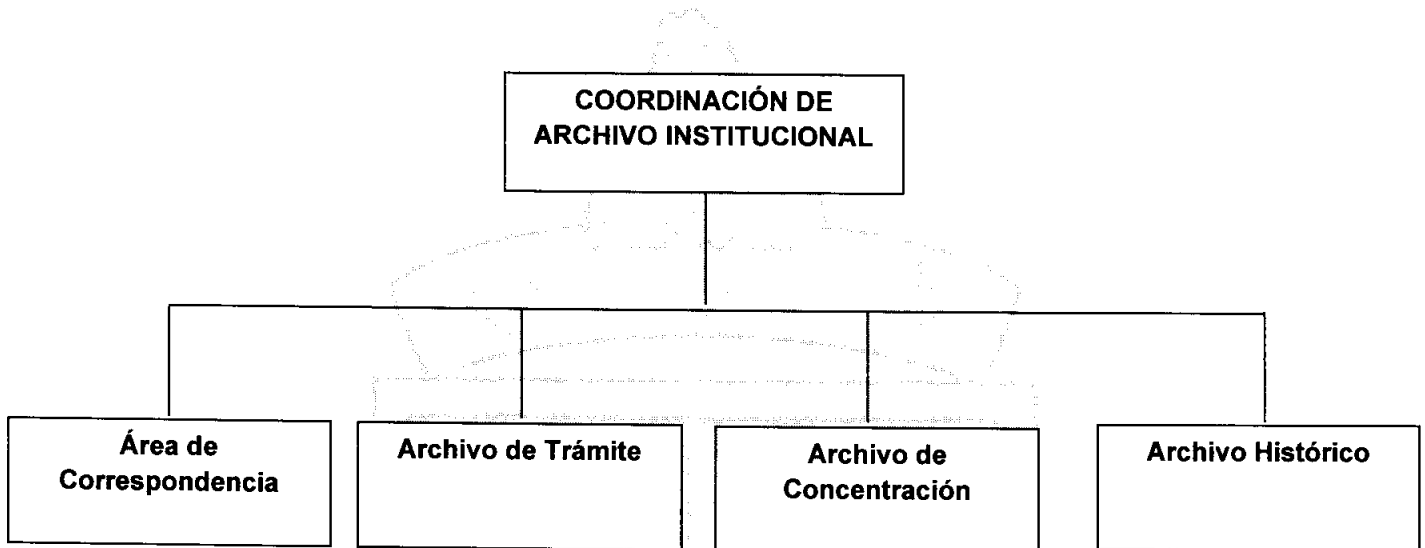 COORDINACIÓN DE
ARCHIVO INSTITUCIONAL
Área de
Correspondencia
Archivo de Trámite
Archivo de
Concentración
Archivo Histórico